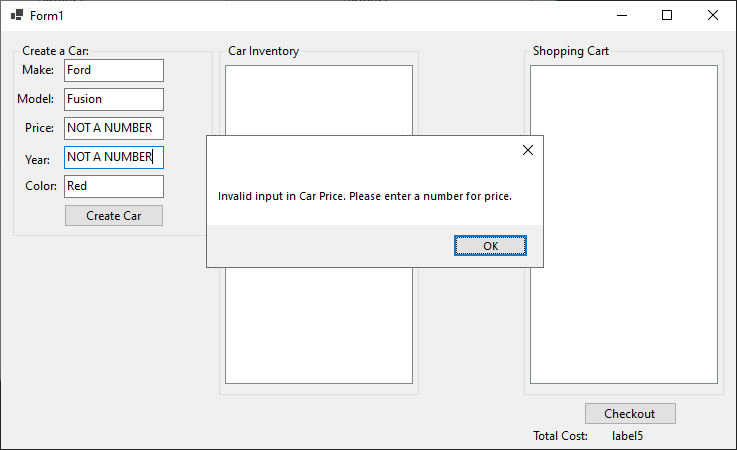 Form1
Create a Car:
Make: Ford
Model: Fusion
Price: NOT A NUMBER
Year: NOT A NUMBER
Color: Red
Create Car
Car Inventory
Invalid input in Car Price. Please enter a number for price.
OK
Shopping Cart
Checkout
Total Cost: label5